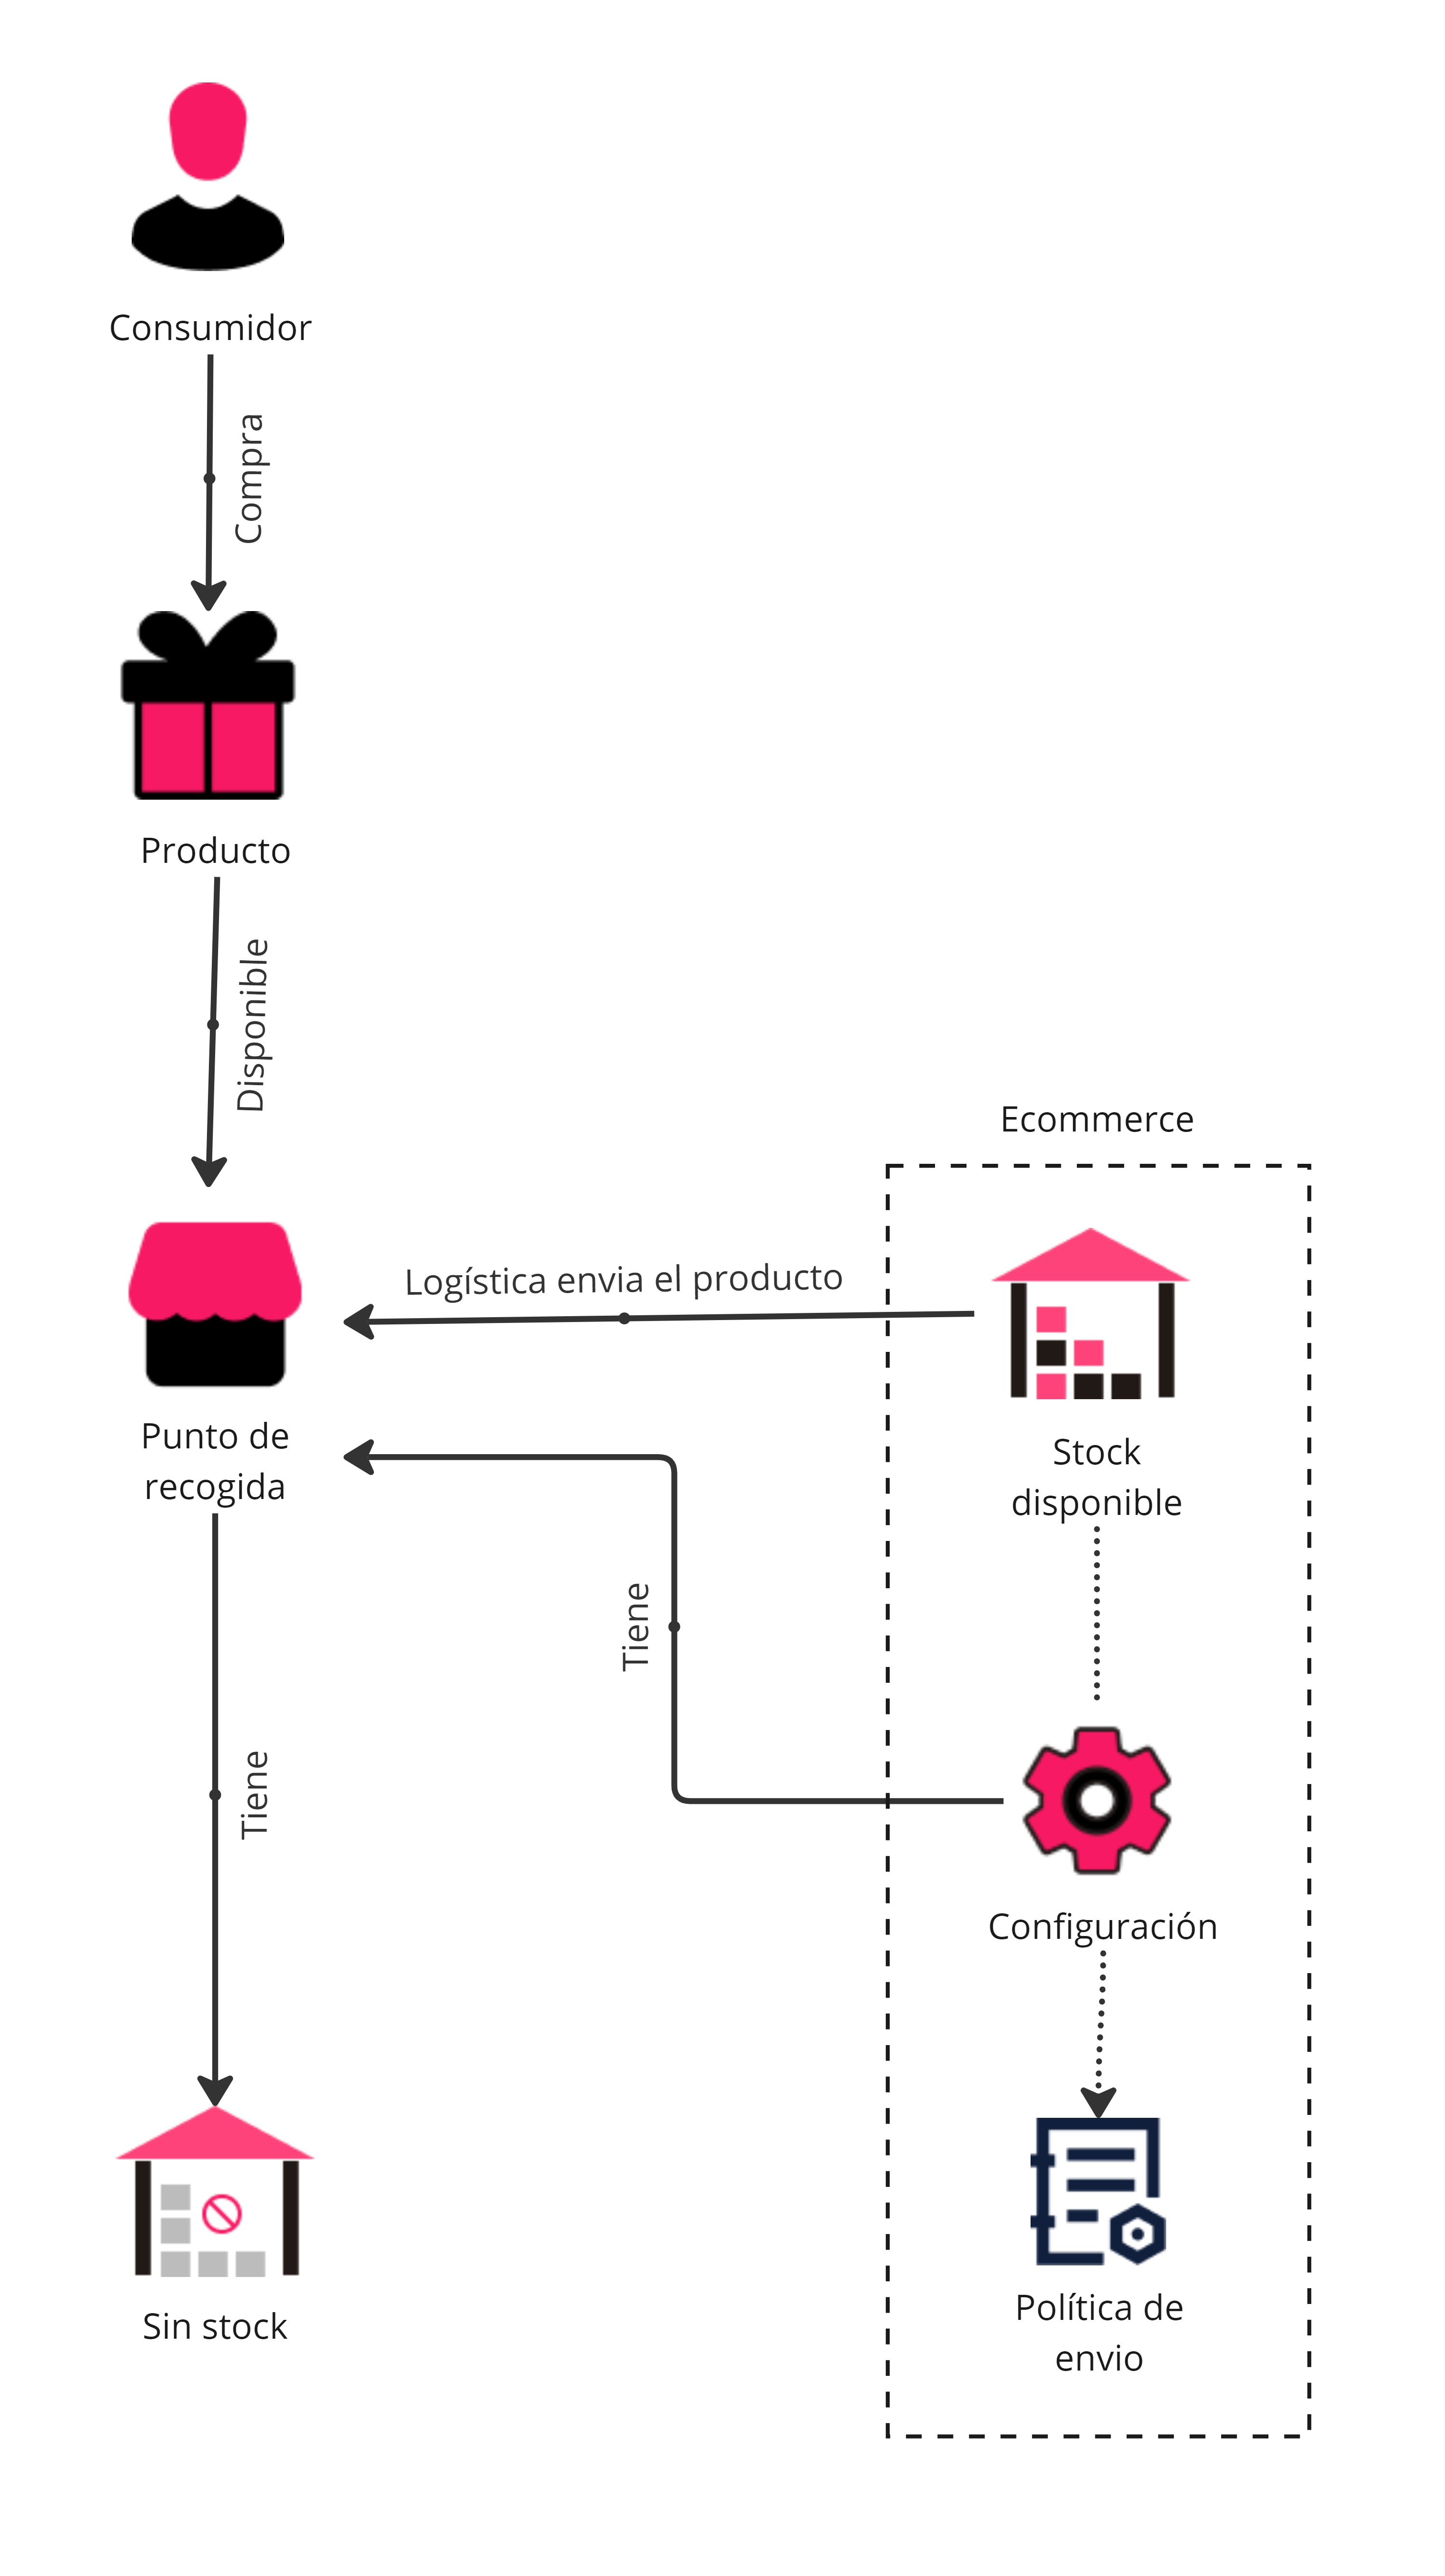 Consumidor
Compra
Producto
Disponible
Ecommerce
Logística envia el producto
Punto de
recogida
Stock
disponible
Tiene
Tiene
Configuración
Sin stock
Política de
envio